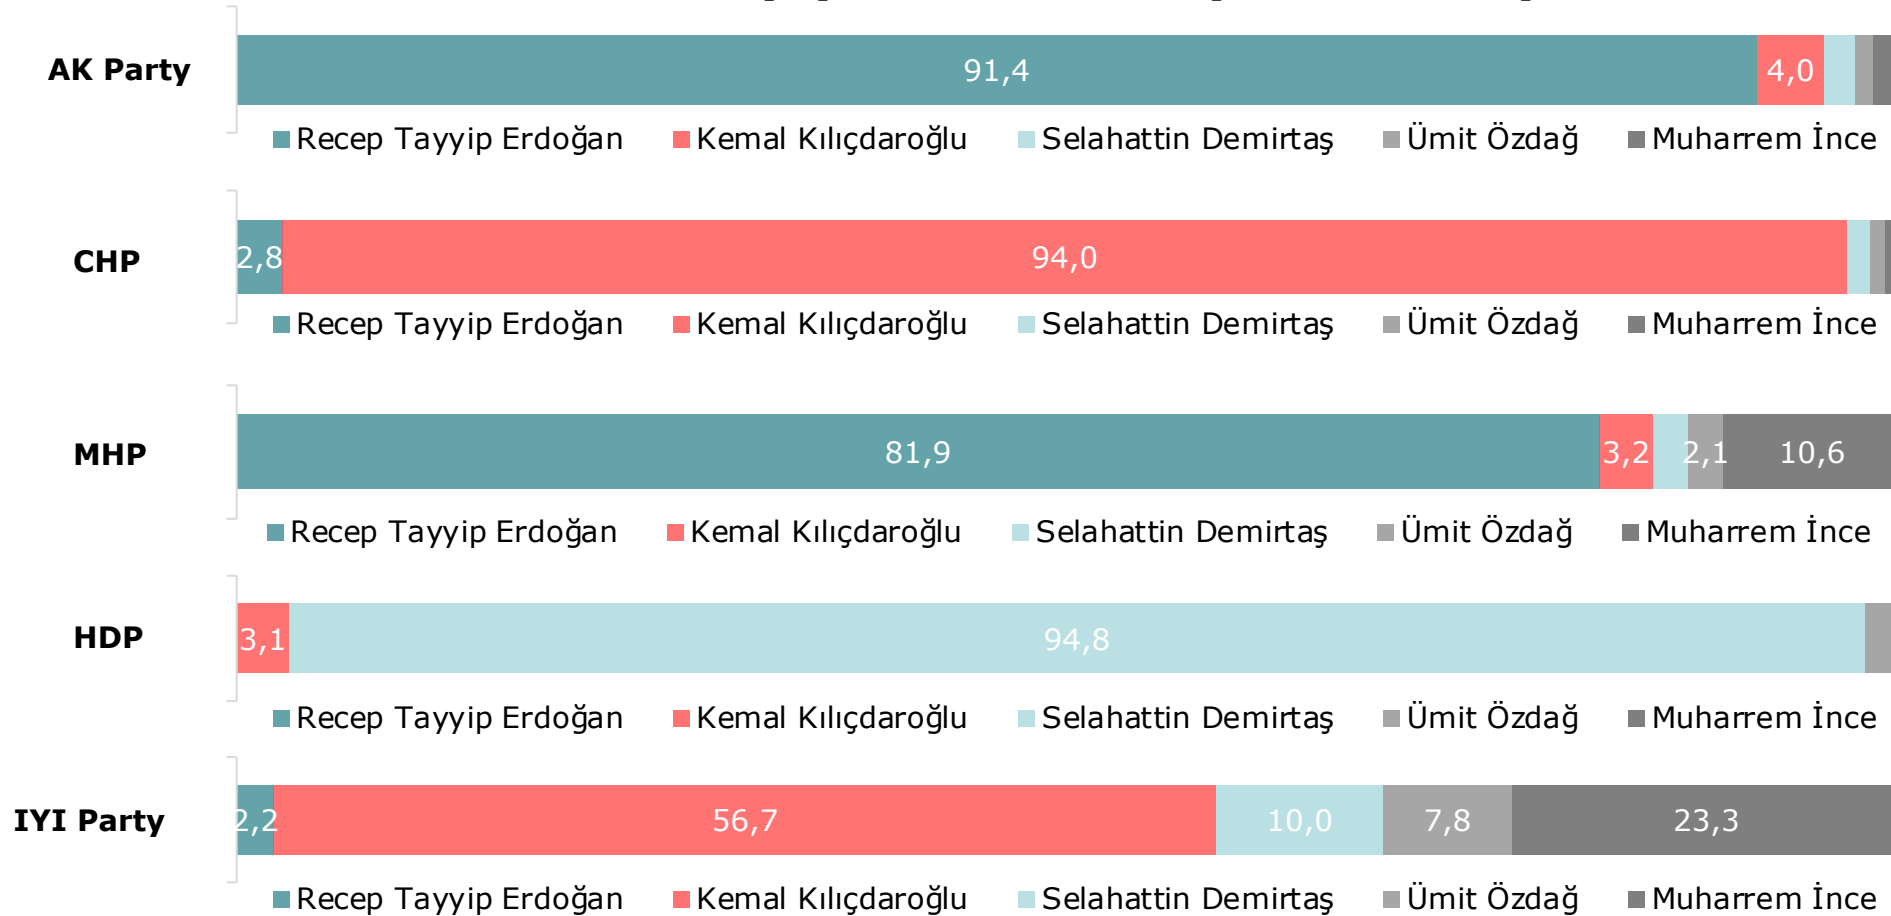 AK Party
91,4 4,0
Recep Tayyip Erdoğan Kemal Kılıçdaroğlu Selahattin Demirtaş Ümit Özdağ Muharrem İnce
CHP
2,8 94,0
Recep Tayyip Erdoğan Kemal Kılıçdaroğlu Selahattin Demirtaş Ümit Özdağ Muharrem İnce
MHP
81,9 3,2 2,1 10,6
Recep Tayyip Erdoğan Kemal Kılıçdaroğlu Selahattin Demirtaş Ümit Özdağ Muharrem İnce
HDP
3,1 94,8
Recep Tayyip Erdoğan Kemal Kılıçdaroğlu Selahattin Demirtaş Ümit Özdağ Muharrem İnce
IYI Party
2,2 56,7 10,0 7,8 23,3
Recep Tayyip Erdoğan Kemal Kılıçdaroğlu Selahattin Demirtaş Ümit Özdağ Muharrem İnce